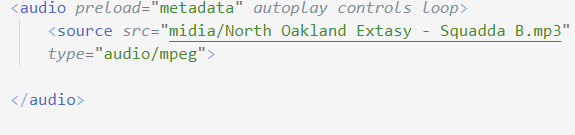 <audio preload="metadata" autoplay controls loop>
<source src="midia/North Oakland Extasy - Squadda B.mp3"
type="audio/mpeg">
</audio>